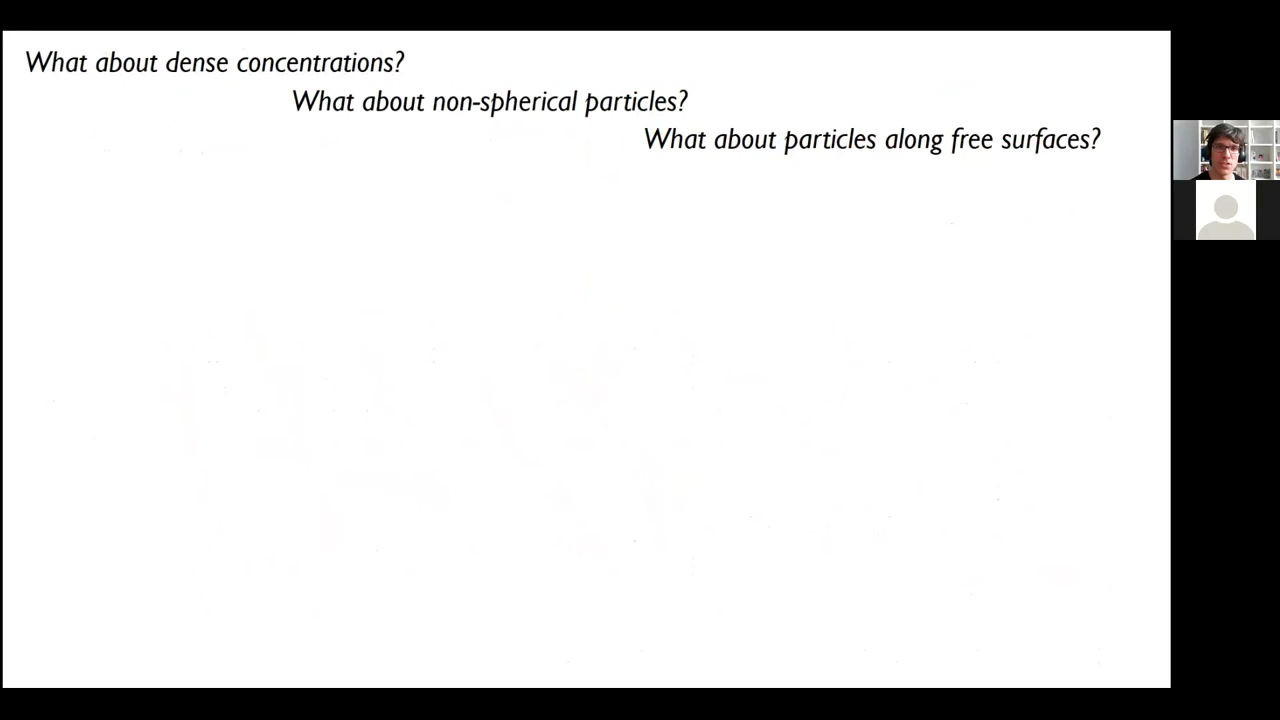 What about dense concentrations?
What about non-spherical particles?
What about particles along free surfaces?